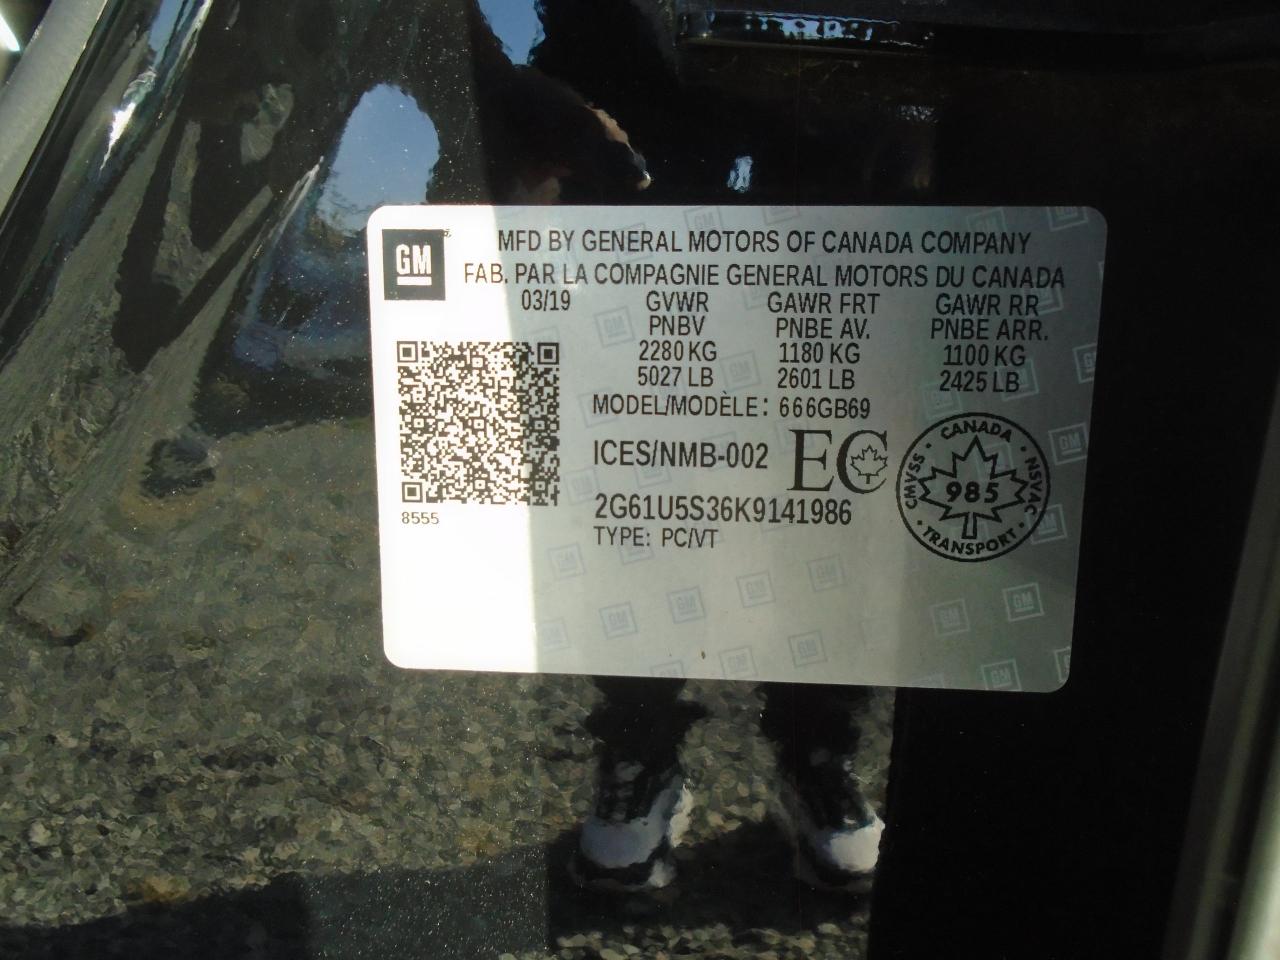 GM
MFD BY GENERAL MOTORS OF CANADA COMPANY
FAB. PAR LA COMPAGNIE GENERAL MOTORS DU CANADA
03/19 GVWR GAWR FRT GAWR RR
PNBV PNBE AV. PNBE ARR.
2280 KG 1180 KG 1100 KG
5027 LB 2601 LB 2425 LB
MODEL/MODÈLE: 666GB69
ICES/NMB-002 EC
2G61U5S36K9141986
TYPE: PC/VT
8555
CANADA
CMVSS 985 NSVAC
TRANSPORT